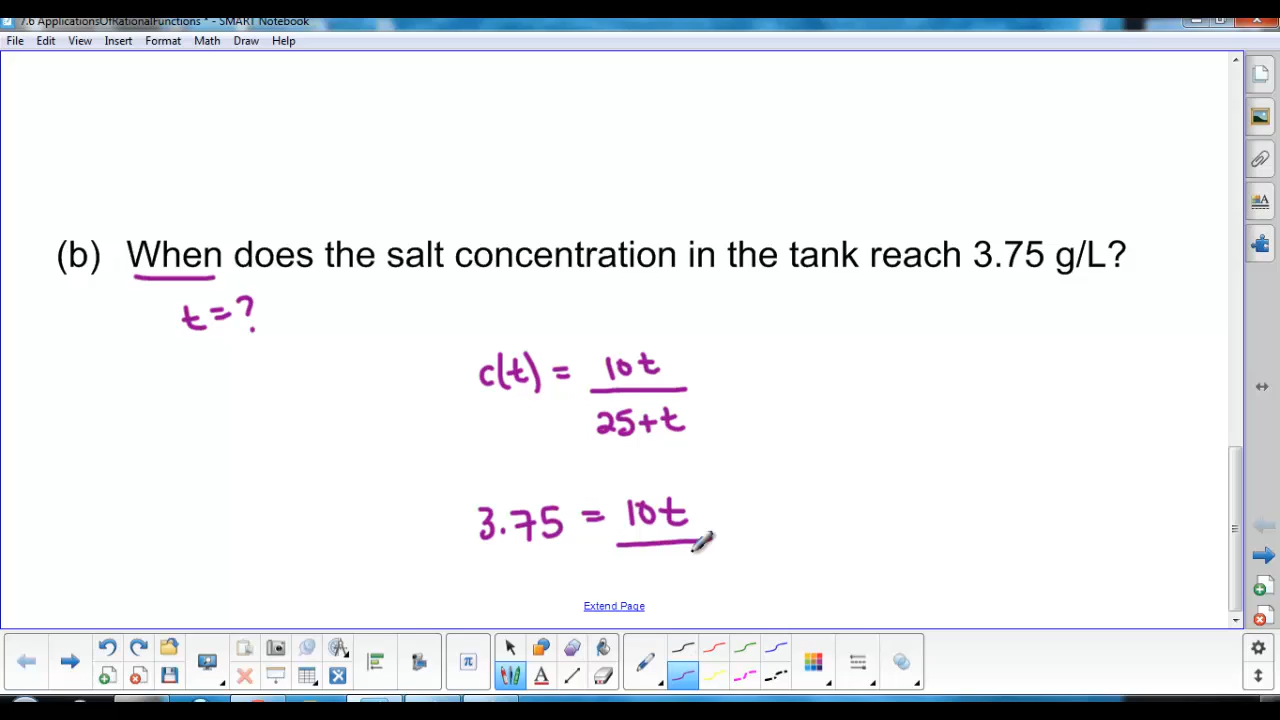 7.6 ApplicationsOfRationalFunctions * - SMART Notebook
File Edit View Insert Format Math Draw Help
(b) When does the salt concentration in the tank reach 3.75 g/L?
t = ?
c(t) = 10t
25+t
3.75 = 10t
Extend Page
π
A